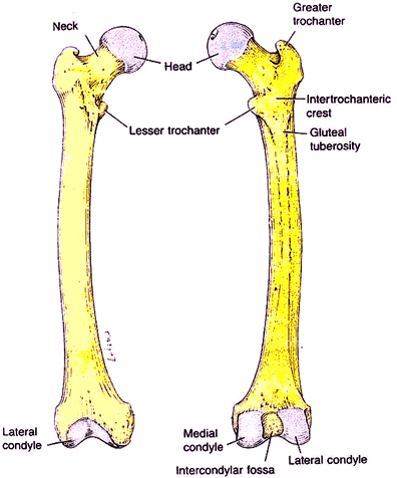 Neck
Greater
trochanter
Head
Intertrochanteric
crest
Lesser trochanter
Gluteal
tuberosity
Lateral
condyle
Medial
condyle
Lateral condyle
Intercondylar fossa